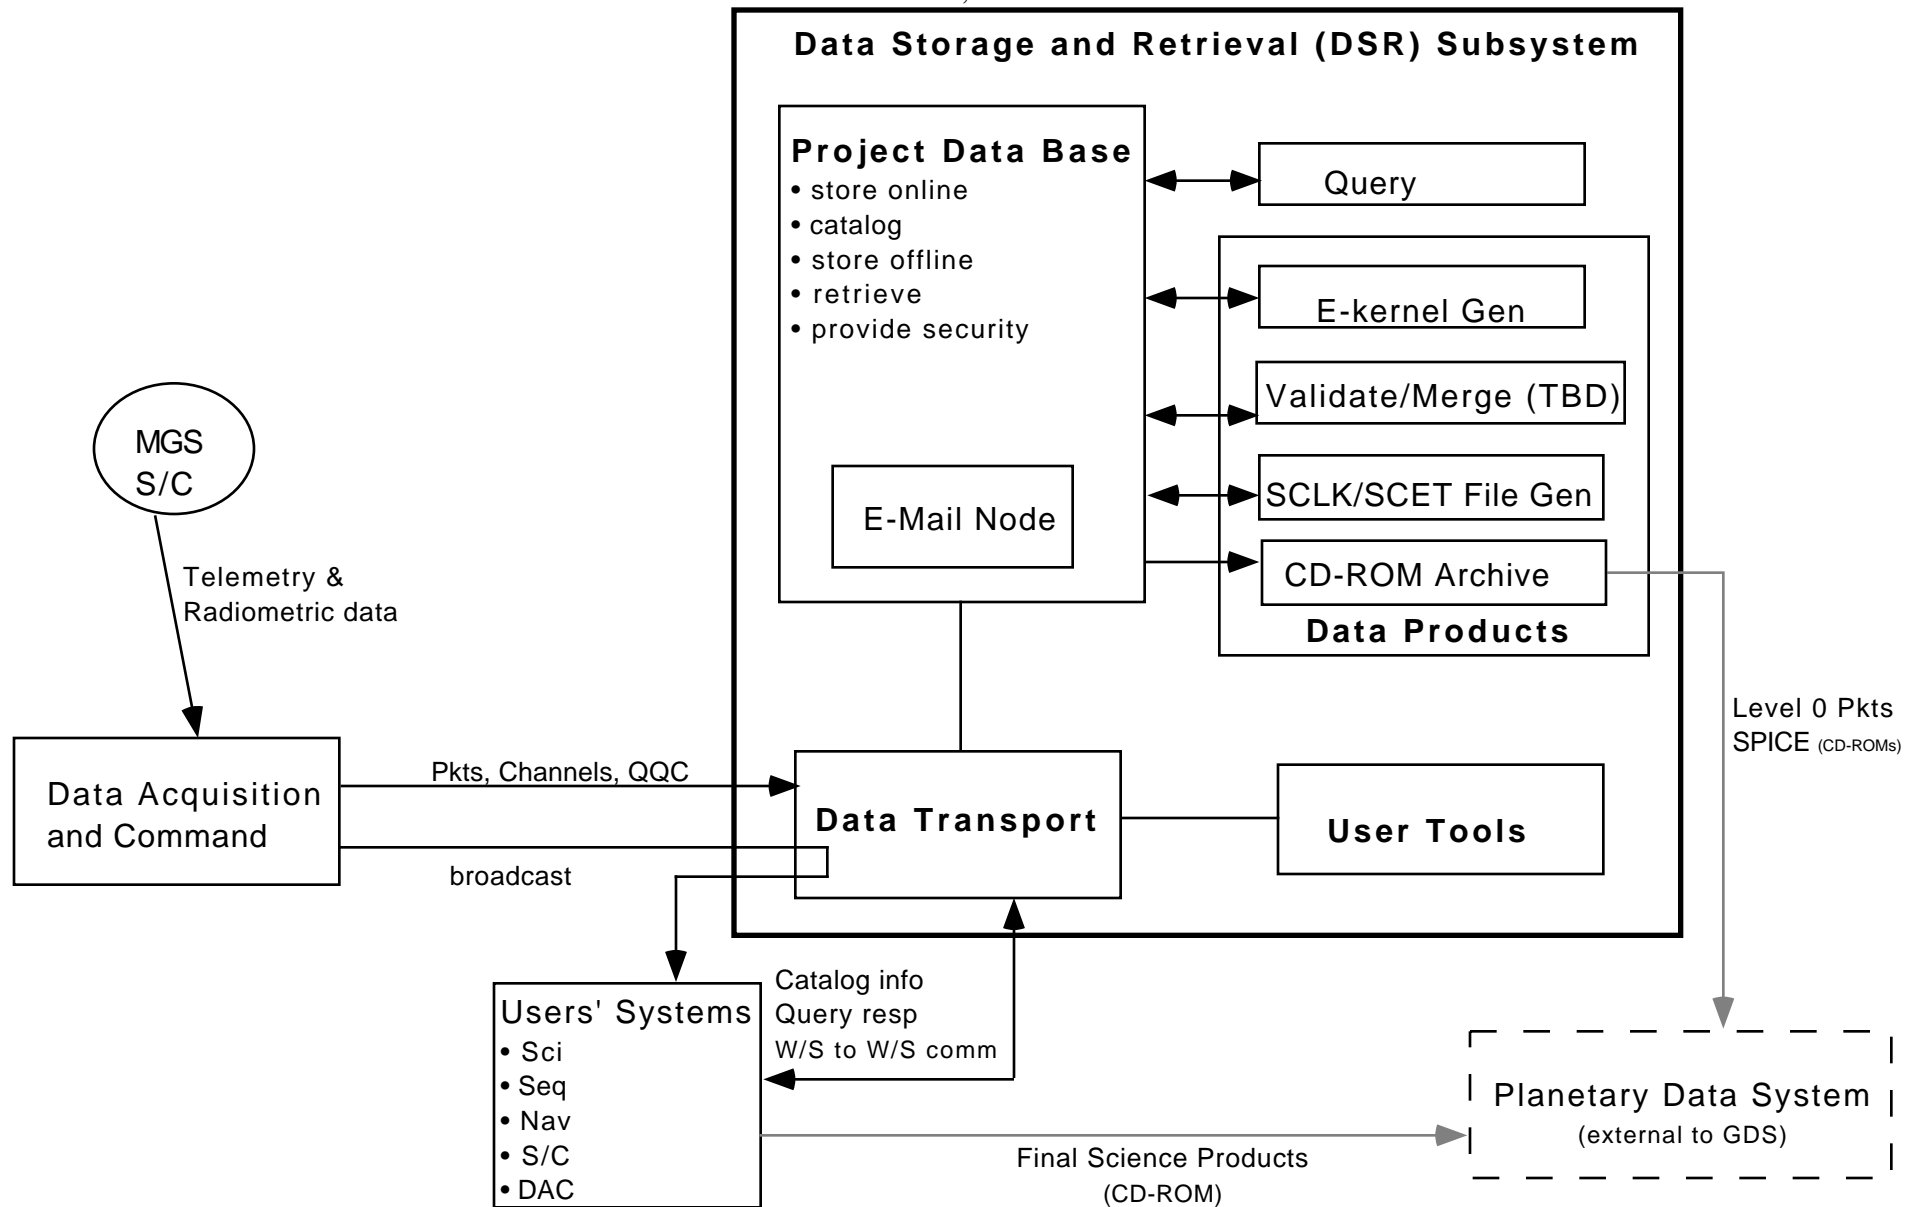 Data Storage and Retrieval (DSR) Subsystem
Project Data Base
• store online
• catalog
• store offline
• retrieve
• provide security
Query
E-kernel Gen
Validate/Merge (TBD)
SCLK/SCET File Gen
E-Mail Node
CD-ROM Archive
Data Products
MGS
S/C
Telemetry &
Radiometric data
Level 0 Pkts
SPICE (CD-ROMs)
Data Acquisition
and Command
Pkts, Channels, QQC
broadcast
Data Transport
User Tools
Catalog info
Query resp
W/S to W/S comm
Users' Systems
• Sci
• Seq
• Nav
• S/C
• DAC
Final Science Products
(CD-ROM)
Planetary Data System
(external to GDS)